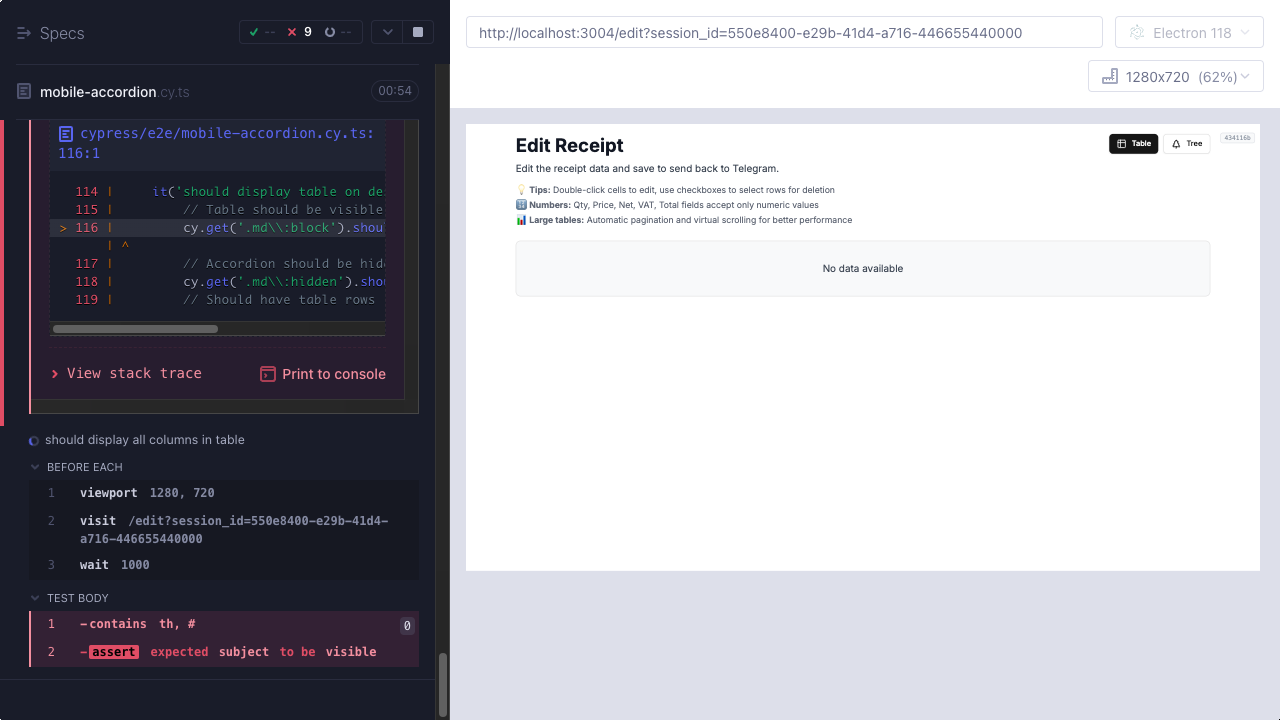 Specs
-- 9 --
mobile-accordion.cy.ts 00:54
cypress/e2e/mobile-accordion.cy.ts:
116:1
114 | it('should display table on de
115 | // Table should be visible
> 116 | cy.get('.md\\:block').shou
| ^
117 | // Accordion should be hid
118 | cy.get('.md\\:hidden').shou
119 | // Should have table rows
View stack trace Print to console
should display all columns in table
BEFORE EACH
1 viewport 1280, 720
2 visit /edit?session_id=550e8400-e29b-41d4-
a716-446655440000
3 wait 1000
TEST BODY
1 -contains th, # 0
2 -assert expected subject to be visible
http://localhost:3004/edit?session_id=550e8400-e29b-41d4-a716-446655440000
Electron 118
1280x720 (62%)
Edit Receipt
Table Tree 434116b
Edit the receipt data and save to send back to Telegram.
💡 Tips: Double-click cells to edit, use checkboxes to select rows for deletion
🔢 Numbers: Qty, Price, Net, VAT, Total fields accept only numeric values
📊 Large tables: Automatic pagination and virtual scrolling for better performance
No data available